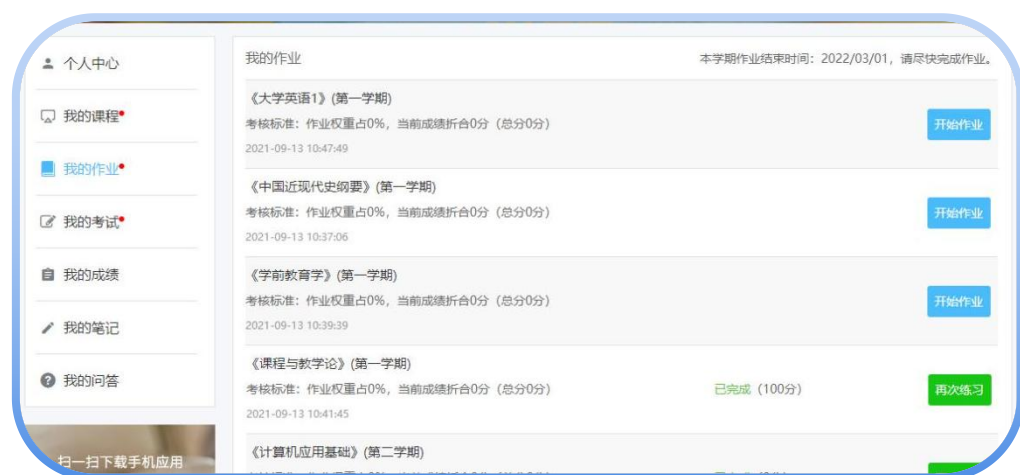 个人中心
我的课程
我的作业
我的考试
我的成绩
我的笔记
我的问答
扫一扫下载手机应用
我的作业
本学期作业结束时间：2022/03/01，请尽快完成作业。
《大学英语1》(第一学期)
考核标准：作业权重占0%，当前成绩折合0分（总分0分）
2021-09-13 10:47:49
开始作业
《中国近现代史纲要》(第一学期)
考核标准：作业权重占0%，当前成绩折合0分（总分0分）
2021-09-13 10:37:06
开始作业
《学前教育学》(第一学期)
考核标准：作业权重占0%，当前成绩折合0分（总分0分）
2021-09-13 10:39:39
开始作业
《课程与教学论》(第一学期)
考核标准：作业权重占0%，当前成绩折合0分（总分0分）
已完成（100分）
2021-09-13 10:41:45
再次练习
《计算机应用基础》(第二学期)